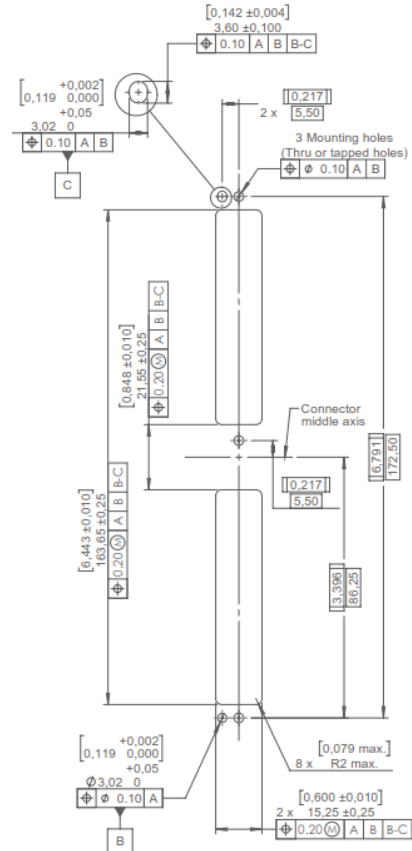 [0,142 ±0,004]
3,60 ±0,100
⌖ 0.10 A B B-C
+0,002
[0,119 0,000]
+0,05
3,02 0
⌖ 0.10 A B
C
[0,217]
2 x 5,50
3 Mounting holes
(Thru or tapped holes)
⌖ ϕ 0.10 A B
[0,848 ±0,010]
21,55 ±0,25
⌖ 0.20 Ⓜ A B B-C
Connector
middle axis
[6,791]
172,50
[0,217]
5,50
[6,443 ±0,010]
163,65 ±0,25
⌖ 0.20 Ⓜ A B B-C
[3,396]
86,25
+0,002
[0,119 0,000]
+0,05
ϕ3,02 0
⌖ ϕ 0.10 A
B
[0,079 max.]
8 x R2 max.
[0,600 ±0,010]
2 x 15,25 ±0,25
⌖ 0.20 Ⓜ A B B-C